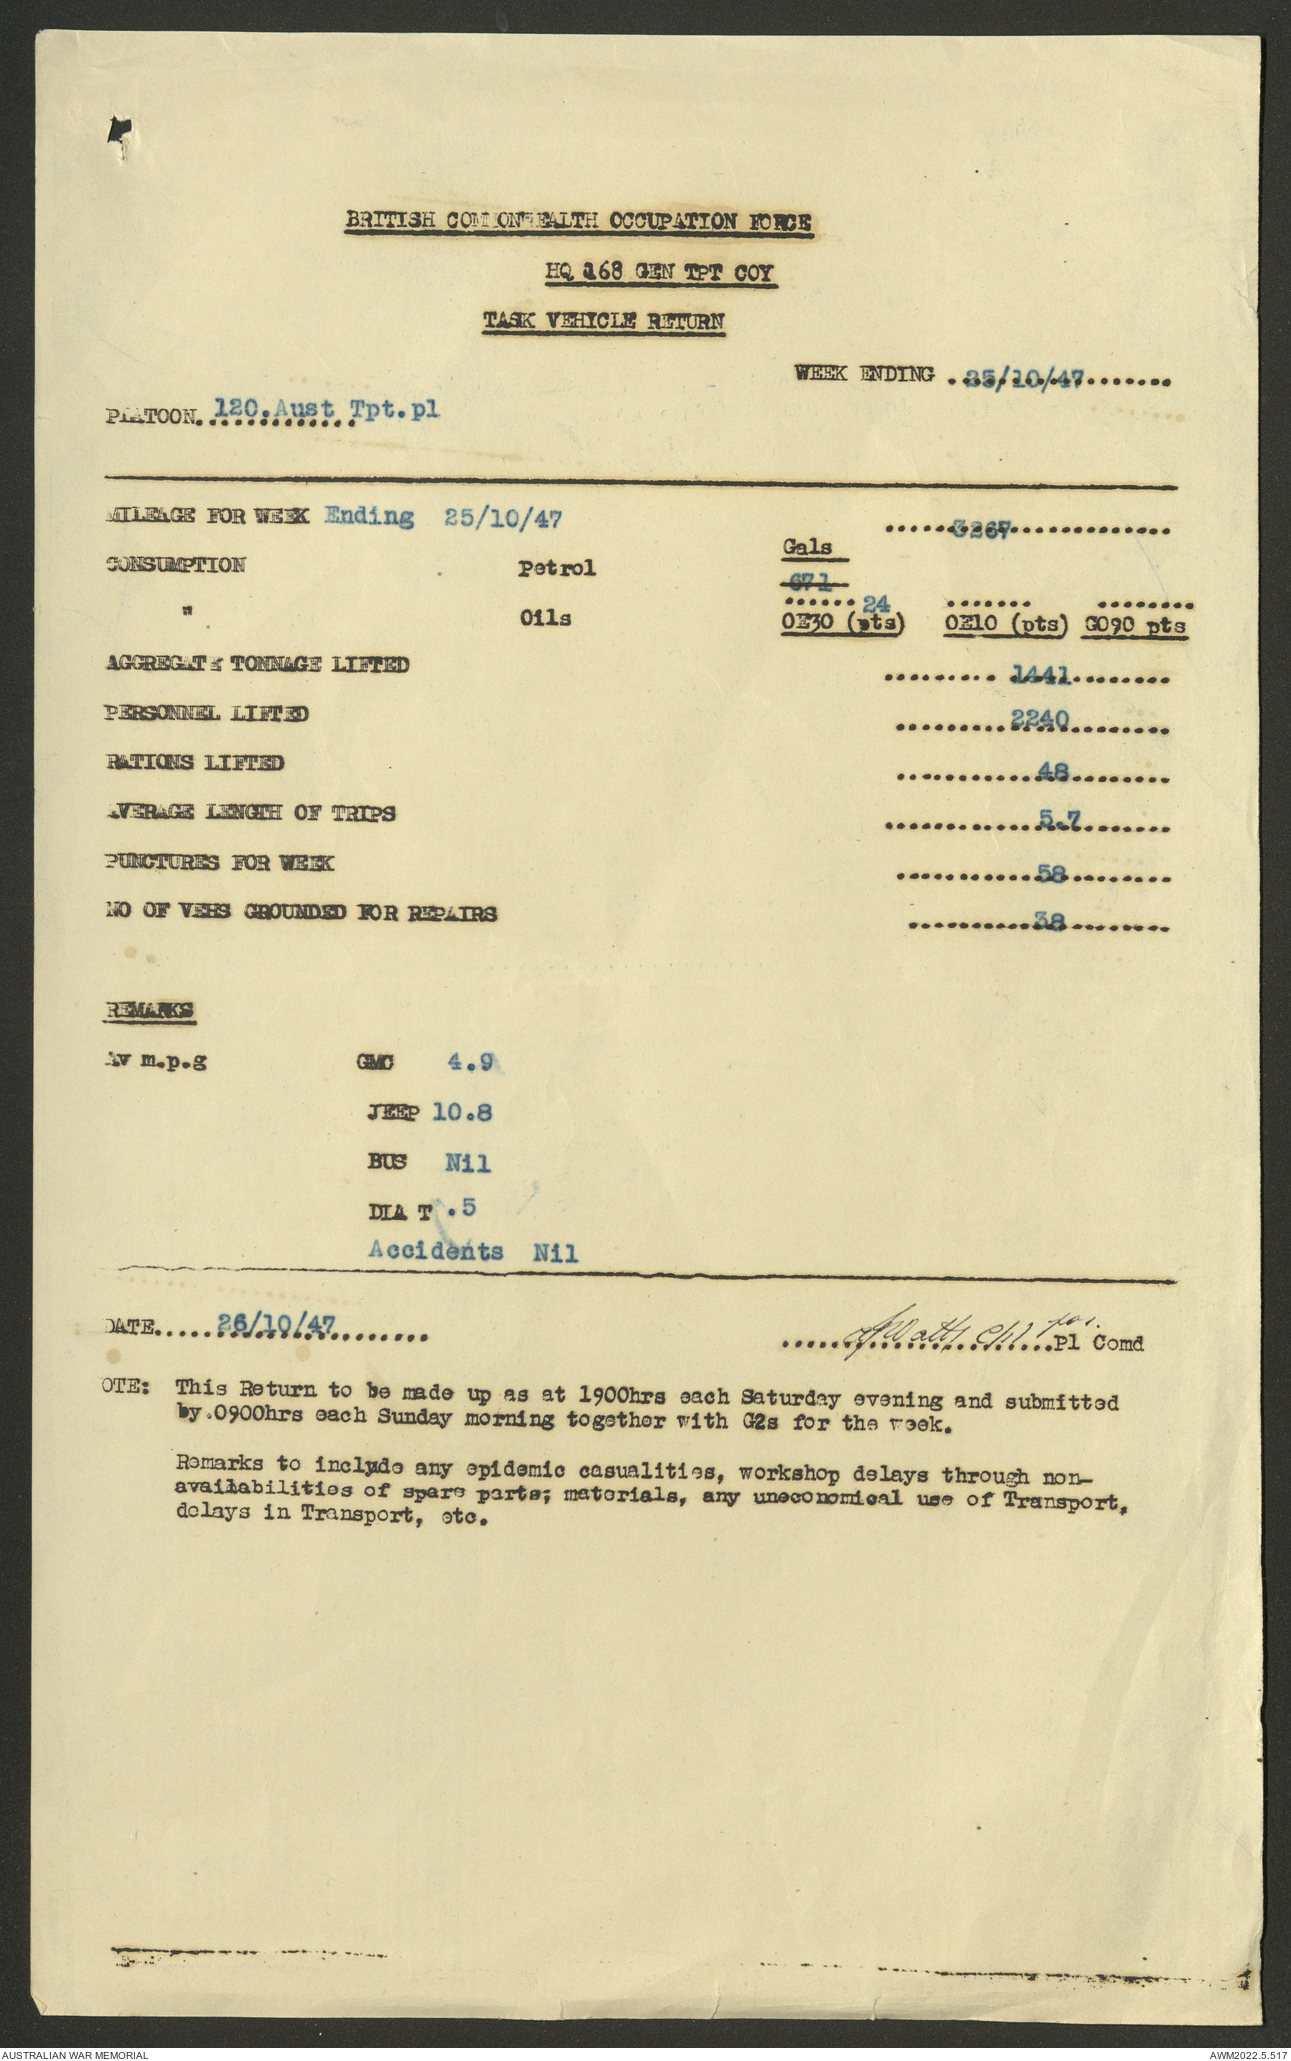 BRITISH COMMONWEALTH OCCUPATION FORCE
HQ 168 GEN TPT COY
TASK VEHICLE RETURN
WEEK ENDING .25/10/47.......
PLATOON. 120.Aust Tpt.pl
MILEAGE FOR WEEK Ending 25/10/47 ......3267.............
Gals
CONSUMPTION Petrol 671
" Oils ...... 24 ....... ........
OE30 (pts) OE10 (pts) GO90 pts
AGGREGATE TONNAGE LIFTED ......... 1441........
PERSONNEL LIFTED .........2240........
RATIONS LIFTED ...........48........
AVERAGE LENGTH OF TRIPS ............5.7.......
PUNCTURES FOR WEEK ...........58........
NO OF VEHS GROUNDED FOR REPAIRS ..........38........
REMARKS
Av m.p.g GMC 4.9
JEEP 10.8
BUS Nil
DIA T .5
Accidents Nil
DATE.....26/10/47........
......................Pl Comd
OTE: This Return to be made up as at 1900hrs each Saturday evening and submitted
by.0900hrs each Sunday morning together with G2s for the week.
Remarks to include any epidemic casualities, workshop delays through non-
availabilities of spare parts; materials, any uneconomical use of Transport,
delays in Transport, etc.
AUSTRALIAN WAR MEMORIAL
AWM2022.5.517